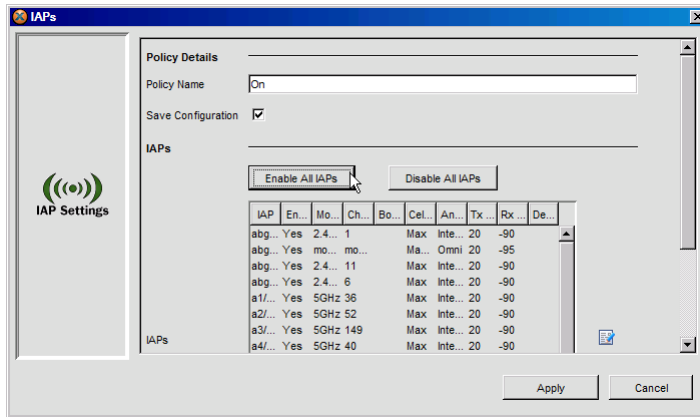 IAPs
Policy Details
Policy Name On
Save Configuration
IAPs
Enable All IAPs Disable All IAPs
IAP Settings
IAP En... Mo... Ch... Bo... Cel... An... Tx ... Rx ... De...
abg... Yes 2.4... 1 Max Inte... 20 -90
abg... Yes mo... mo... Ma... Omni 20 -95
abg... Yes 2.4... 11 Max Inte... 20 -90
abg... Yes 2.4... 6 Max Inte... 20 -90
a1/... Yes 5GHz 36 Max Inte... 20 -90
a2/... Yes 5GHz 52 Max Inte... 20 -90
a3/... Yes 5GHz 149 Max Inte... 20 -90
IAPs
a4/... Yes 5GHz 40 Max Inte... 20 -90
Apply Cancel